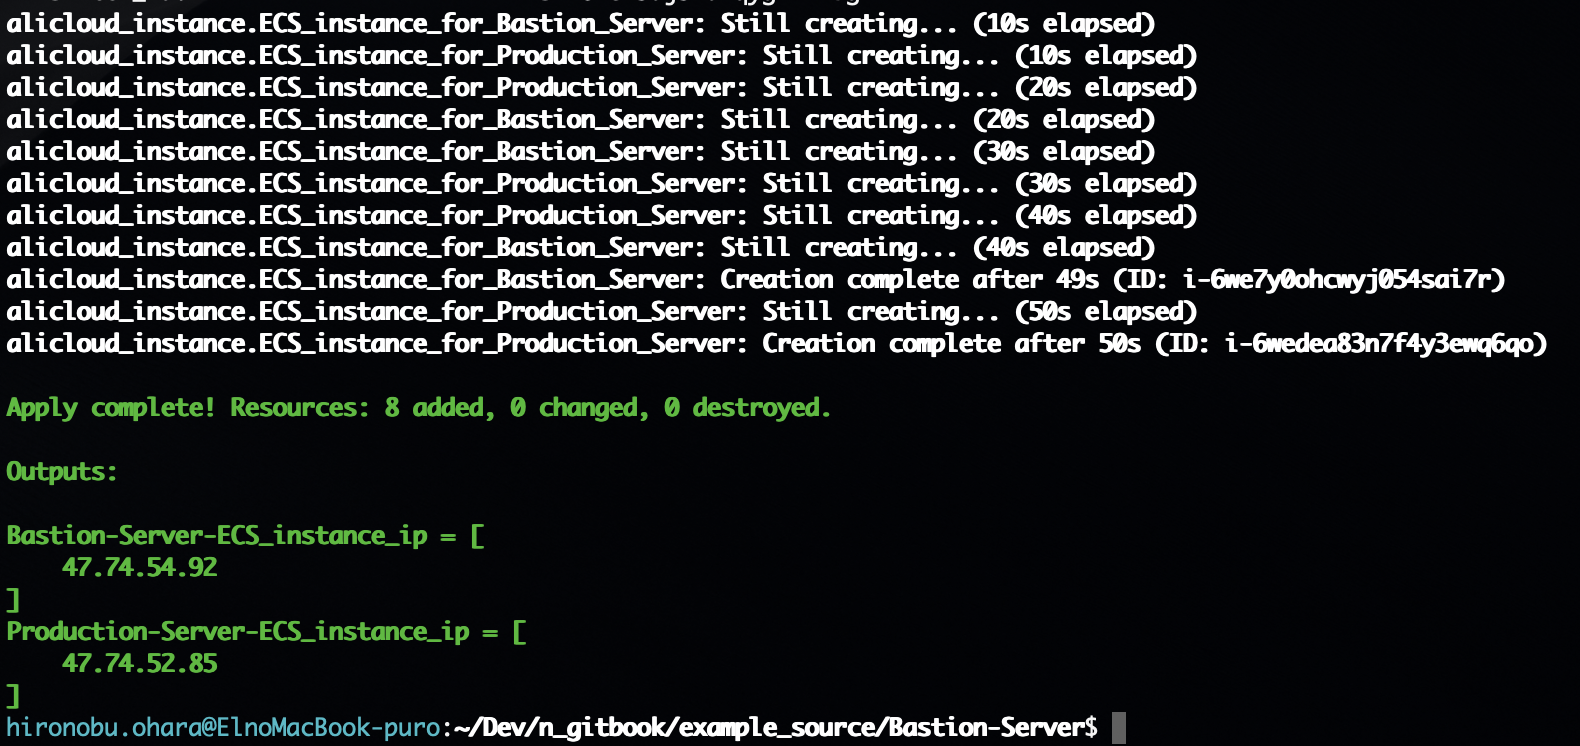 alicloud_instance.ECS_instance_for_Bastion_Server: Still creating... (10s elapsed)
alicloud_instance.ECS_instance_for_Production_Server: Still creating... (10s elapsed)
alicloud_instance.ECS_instance_for_Production_Server: Still creating... (20s elapsed)
alicloud_instance.ECS_instance_for_Bastion_Server: Still creating... (20s elapsed)
alicloud_instance.ECS_instance_for_Bastion_Server: Still creating... (30s elapsed)
alicloud_instance.ECS_instance_for_Production_Server: Still creating... (30s elapsed)
alicloud_instance.ECS_instance_for_Production_Server: Still creating... (40s elapsed)
alicloud_instance.ECS_instance_for_Bastion_Server: Still creating... (40s elapsed)
alicloud_instance.ECS_instance_for_Bastion_Server: Creation complete after 49s (ID: i-6we7y0ohcwyj054sai7r)
alicloud_instance.ECS_instance_for_Production_Server: Still creating... (50s elapsed)
alicloud_instance.ECS_instance_for_Production_Server: Creation complete after 50s (ID: i-6wedea83n7f4y3ewq6qo)
Apply complete! Resources: 8 added, 0 changed, 0 destroyed.
Outputs:
Bastion-Server-ECS_instance_ip = [
    47.74.54.92
]
Production-Server-ECS_instance_ip = [
    47.74.52.85
]
hironobu.ohara@ElnoMacBook-puro:~/Dev/n_gitbook/example_source/Bastion-Server$